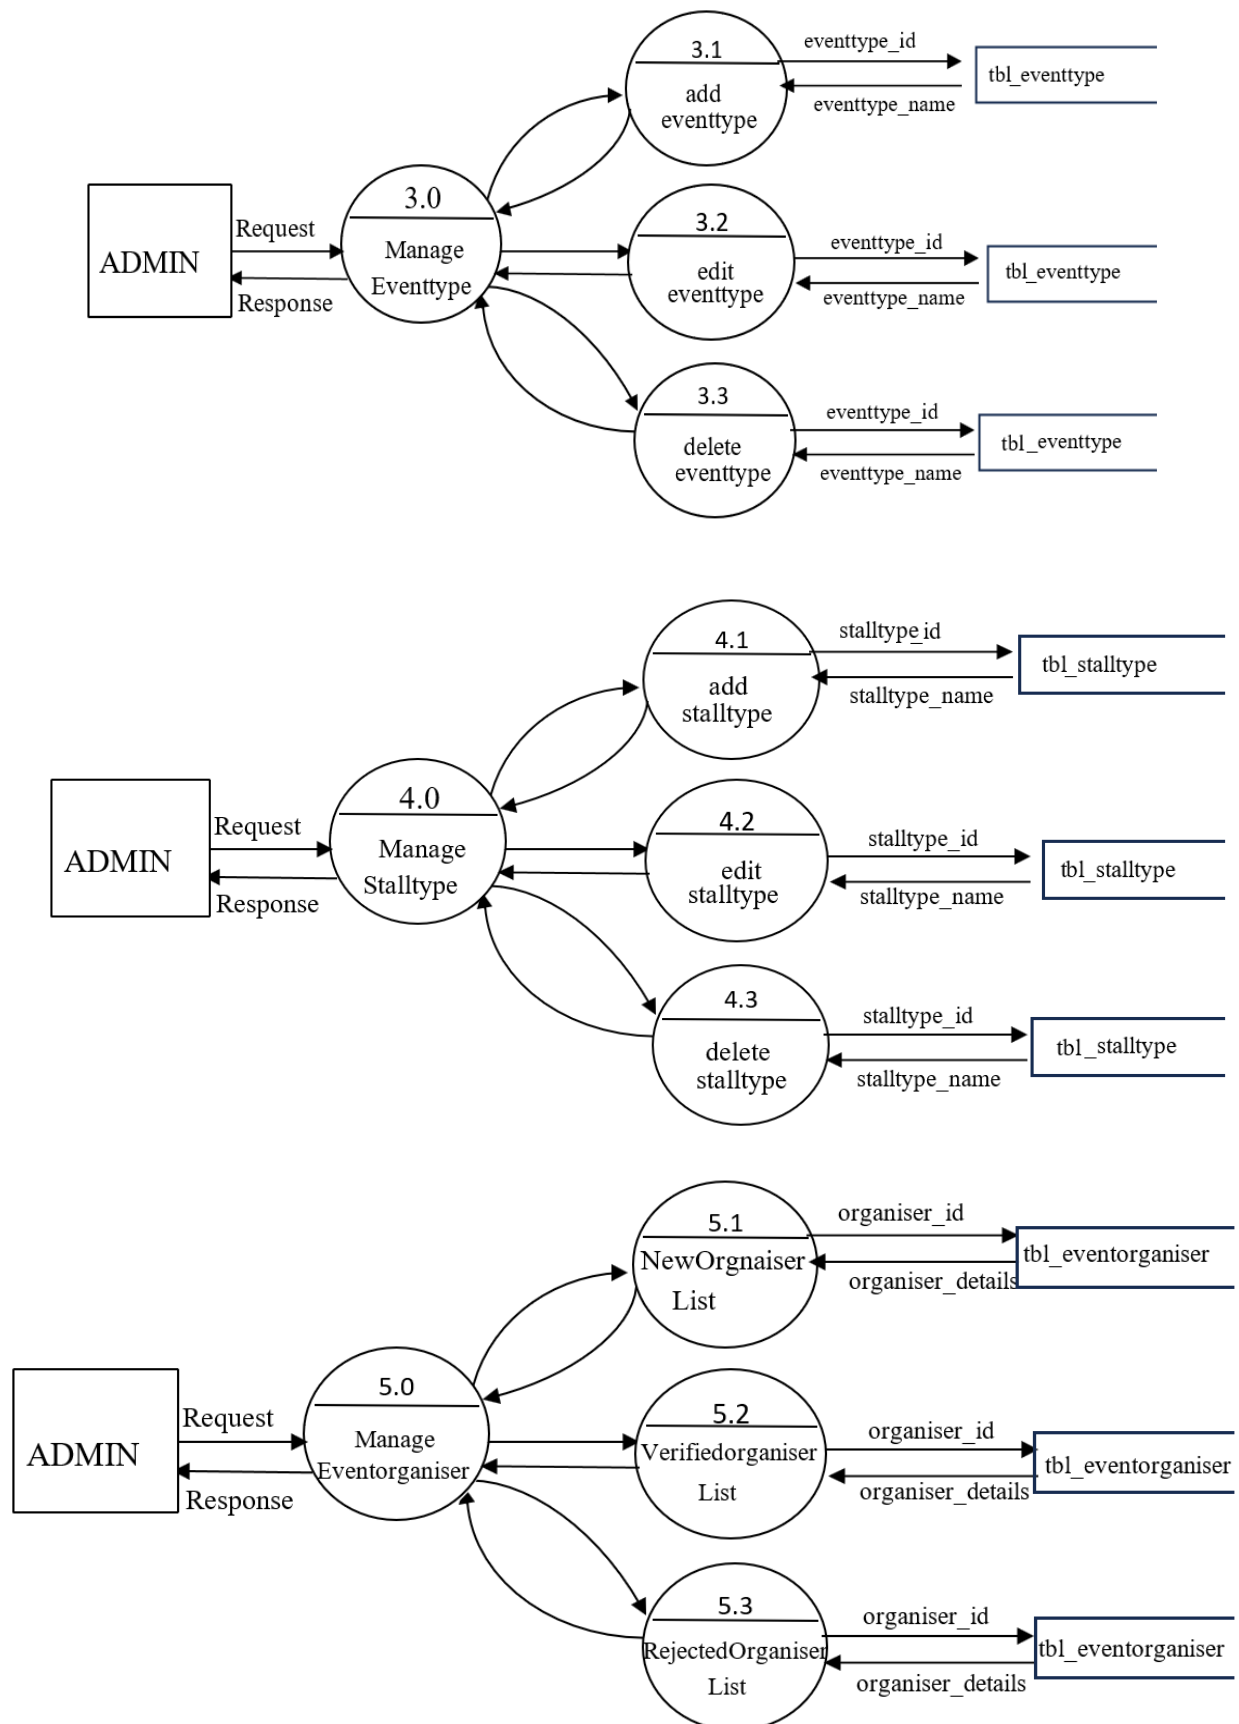 3.1
eventtype_id
tbl_eventtype
add
eventtype
eventtype_name
ADMIN
Request
Response
3.0
Manage
Eventtype
3.2
edit
eventtype
eventtype_id
eventtype_name
tbl_eventtype
3.3
delete
eventtype
eventtype_id
eventtype_name
tbl_eventtype
4.1
add
stalltype
stalltype_id
stalltype_name
tbl_stalltype
ADMIN
Request
Response
4.0
Manage
Stalltype
4.2
edit
stalltype
stalltype_id
stalltype_name
tbl_stalltype
4.3
delete
stalltype
stalltype_id
stalltype_name
tbl_stalltype
5.1
NewOrgnaiser
List
organiser_id
organiser_details
tbl_eventorganiser
ADMIN
Request
Response
5.0
Manage
Eventorganiser
5.2
Verifiedorganiser
List
organiser_id
organiser_details
tbl_eventorganiser
5.3
RejectedOrganiser
List
organiser_id
organiser_details
tbl_eventorganiser